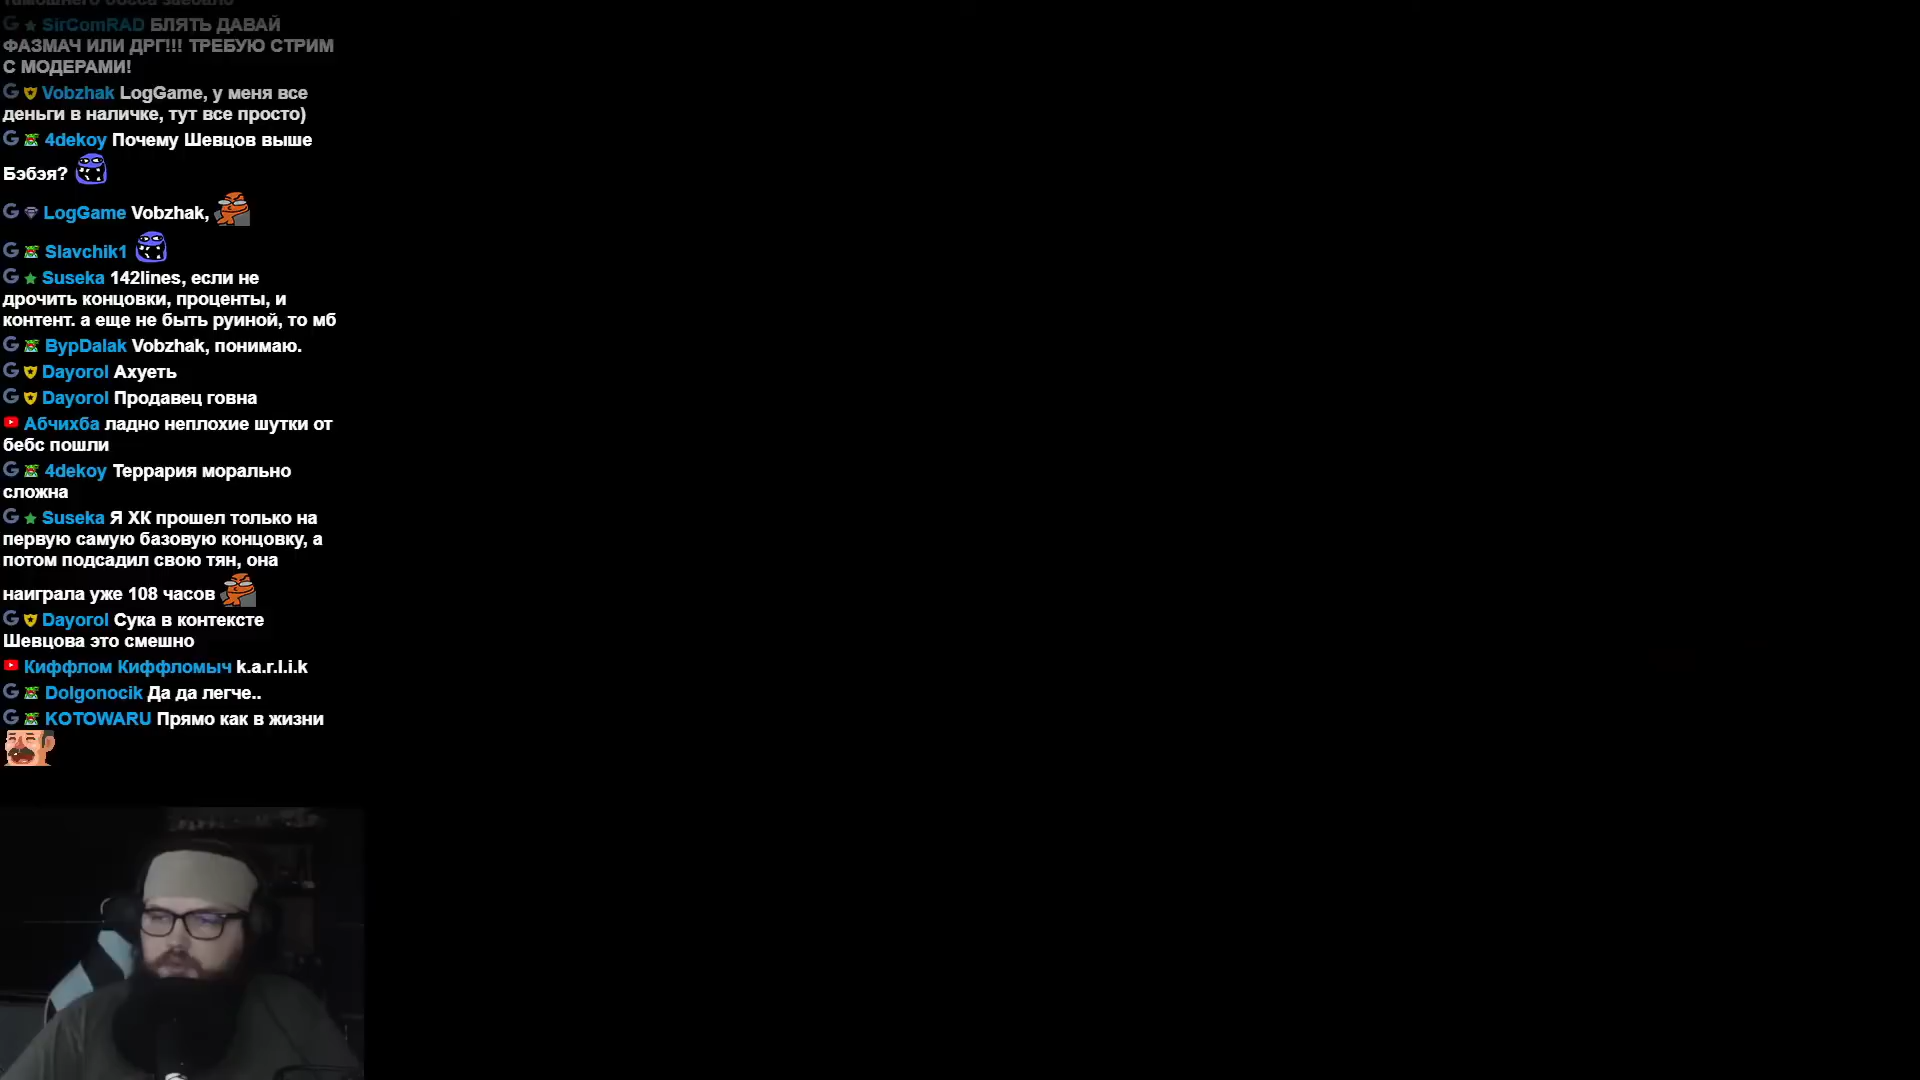 SirComRAD БЛЯТЬ ДАВАЙ
ФАЗМАЧ ИЛИ ДРГ!!! ТРЕБУЮ СТРИМ
С МОДЕРАМИ!
Vobzhak LogGame, у меня все
деньги в наличке, тут все просто)
4dekoy Почему Шевцов выше
Бэбэя?
LogGame Vobzhak,
Slavchik1
Suseka 142lines, если не
дрочить концовки, проценты, и
контент. а еще не быть руиной, то мб
BypDalak Vobzhak, понимаю.
Dayorol Ахуеть
Dayorol Продавец говна
Абчихба ладно неплохие шутки от
бебс пошли
4dekoy Террария морально
сложна
Suseka Я ХК прошел только на
первую самую базовую концовку, а
потом подсадил свою тян, она
наиграла уже 108 часов
Dayorol Сука в контексте
Шевцова это смешно
Киффлом Киффломыч k.a.r.l.i.k
Dolgonocik Да да легче..
KOTOWARU Прямо как в жизни